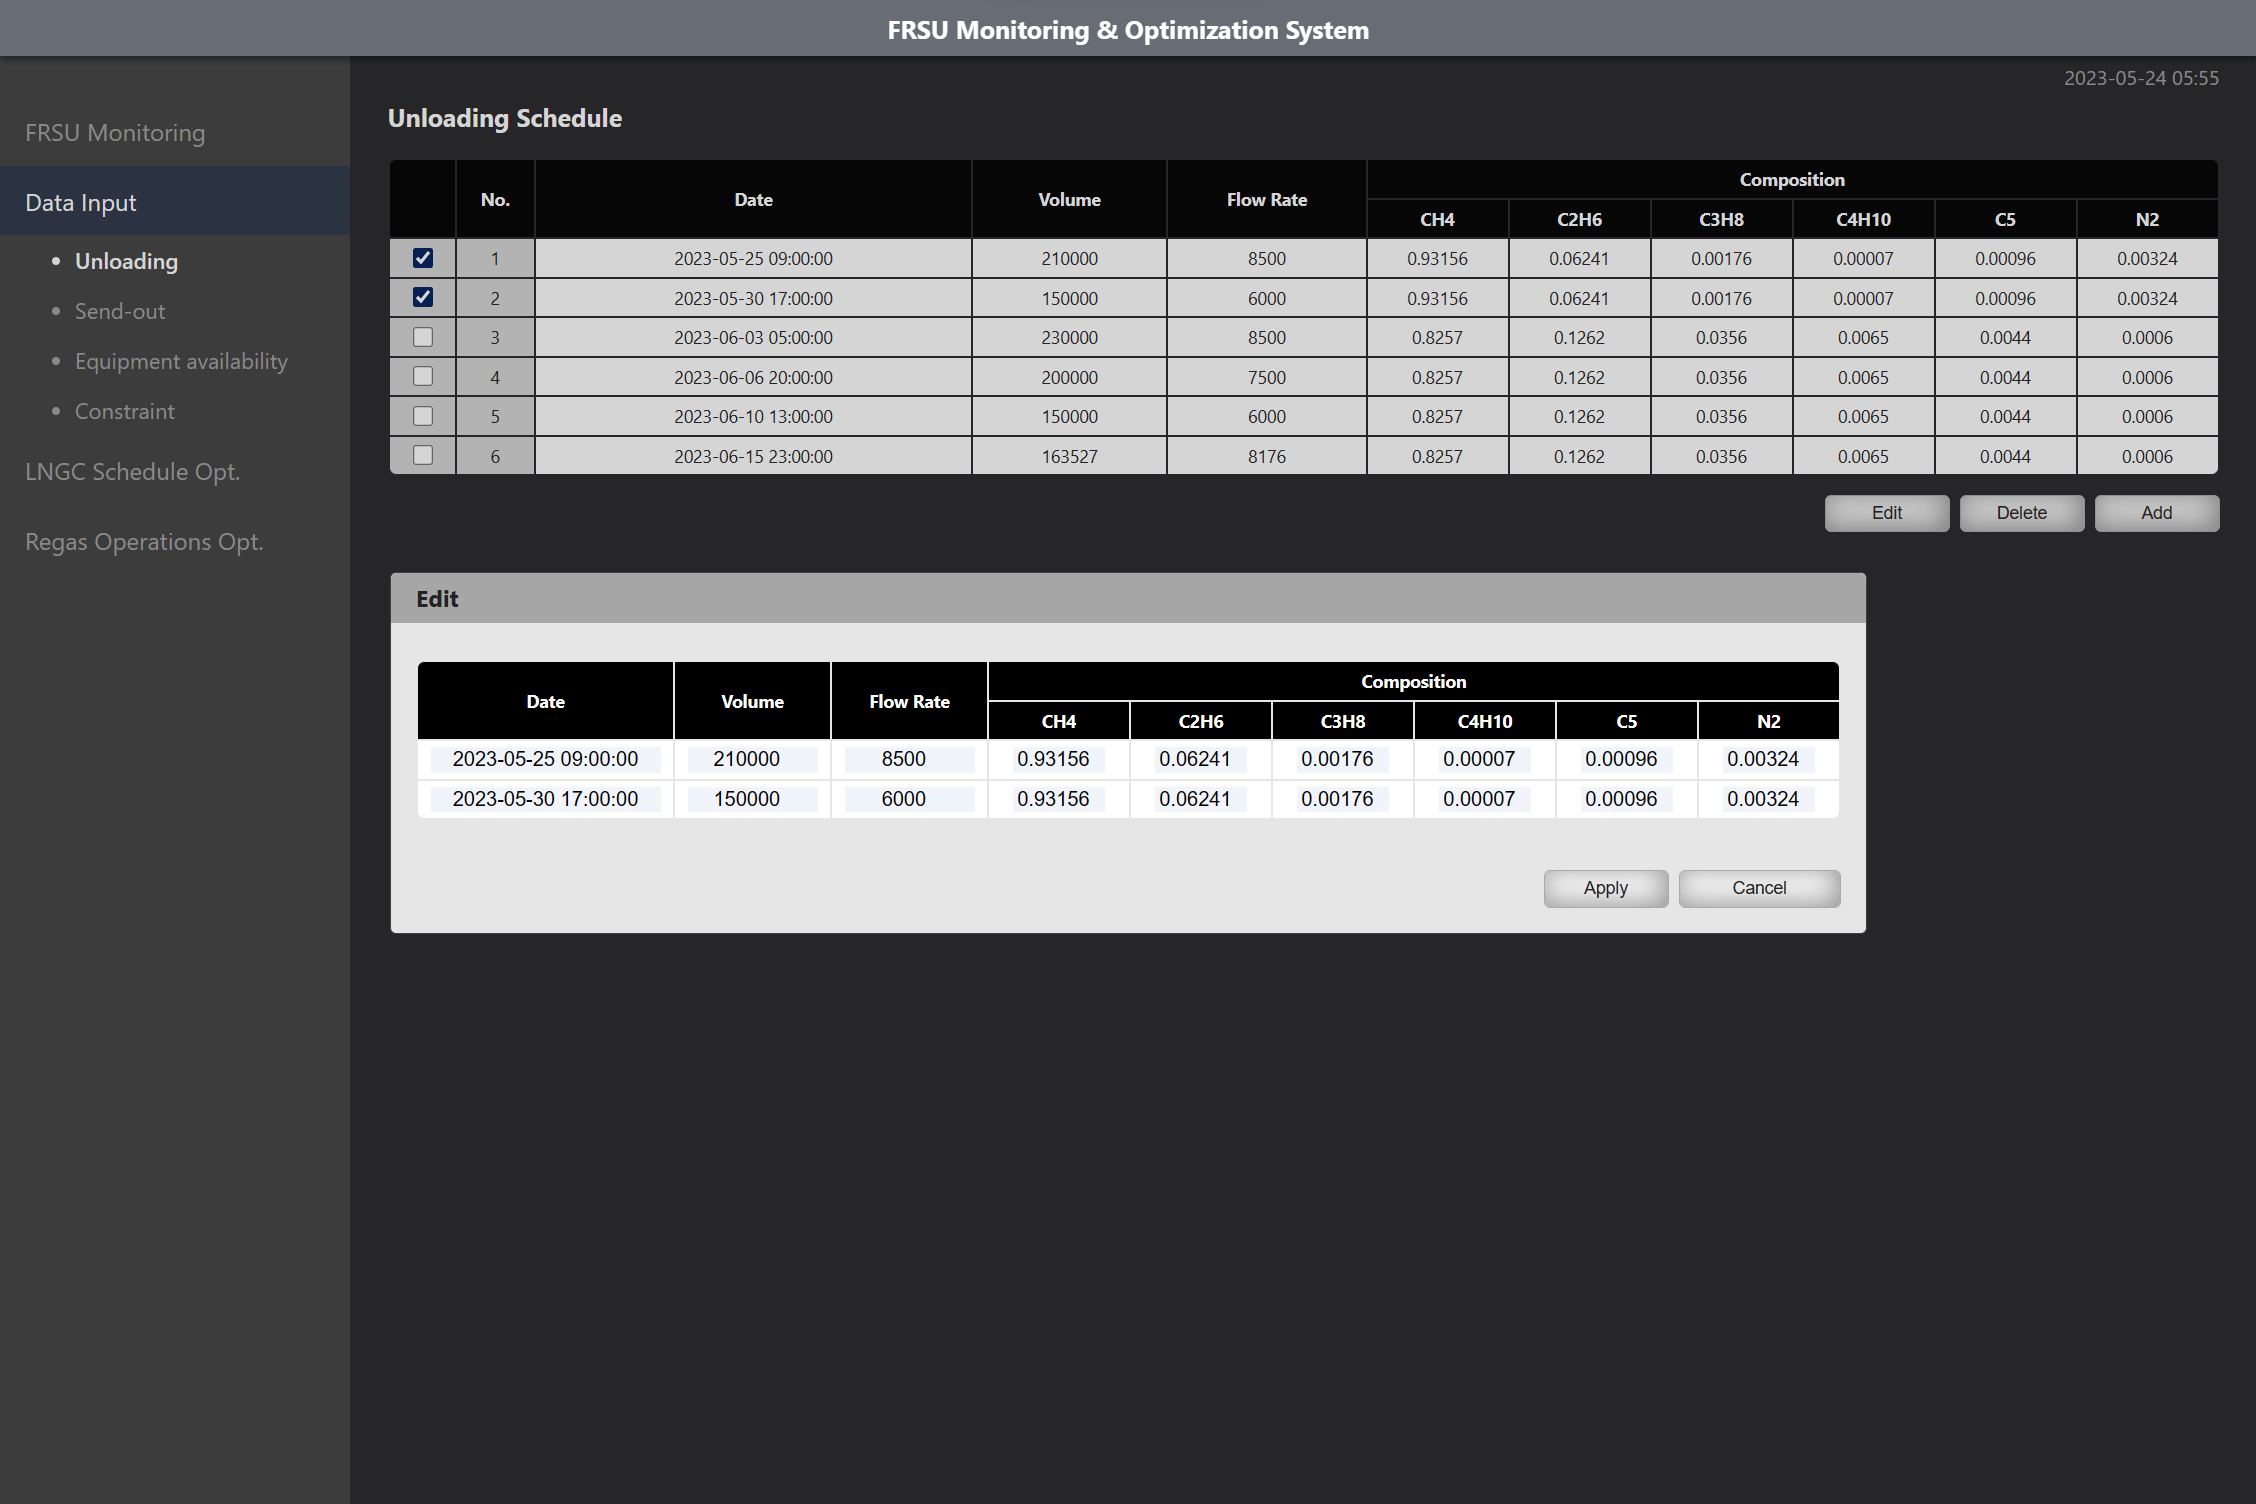 FRSU Monitoring & Optimization System
2023-05-24 05:55
FRSU Monitoring
Data Input
Unloading
Send-out
Equipment availability
Constraint
LNGC Schedule Opt.
Regas Operations Opt.
Unloading Schedule
No. Date Volume Flow Rate Composition
CH4 C2H6 C3H8 C4H10 C5 N2
1 2023-05-25 09:00:00 210000 8500 0.93156 0.06241 0.00176 0.00007 0.00096 0.00324
2 2023-05-30 17:00:00 150000 6000 0.93156 0.06241 0.00176 0.00007 0.00096 0.00324
3 2023-06-03 05:00:00 230000 8500 0.8257 0.1262 0.0356 0.0065 0.0044 0.0006
4 2023-06-06 20:00:00 200000 7500 0.8257 0.1262 0.0356 0.0065 0.0044 0.0006
5 2023-06-10 13:00:00 150000 6000 0.8257 0.1262 0.0356 0.0065 0.0044 0.0006
6 2023-06-15 23:00:00 163527 8176 0.8257 0.1262 0.0356 0.0065 0.0044 0.0006
Edit Delete Add
Edit
Date Volume Flow Rate Composition
CH4 C2H6 C3H8 C4H10 C5 N2
2023-05-25 09:00:00 210000 8500 0.93156 0.06241 0.00176 0.00007 0.00096 0.00324
2023-05-30 17:00:00 150000 6000 0.93156 0.06241 0.00176 0.00007 0.00096 0.00324
Apply Cancel